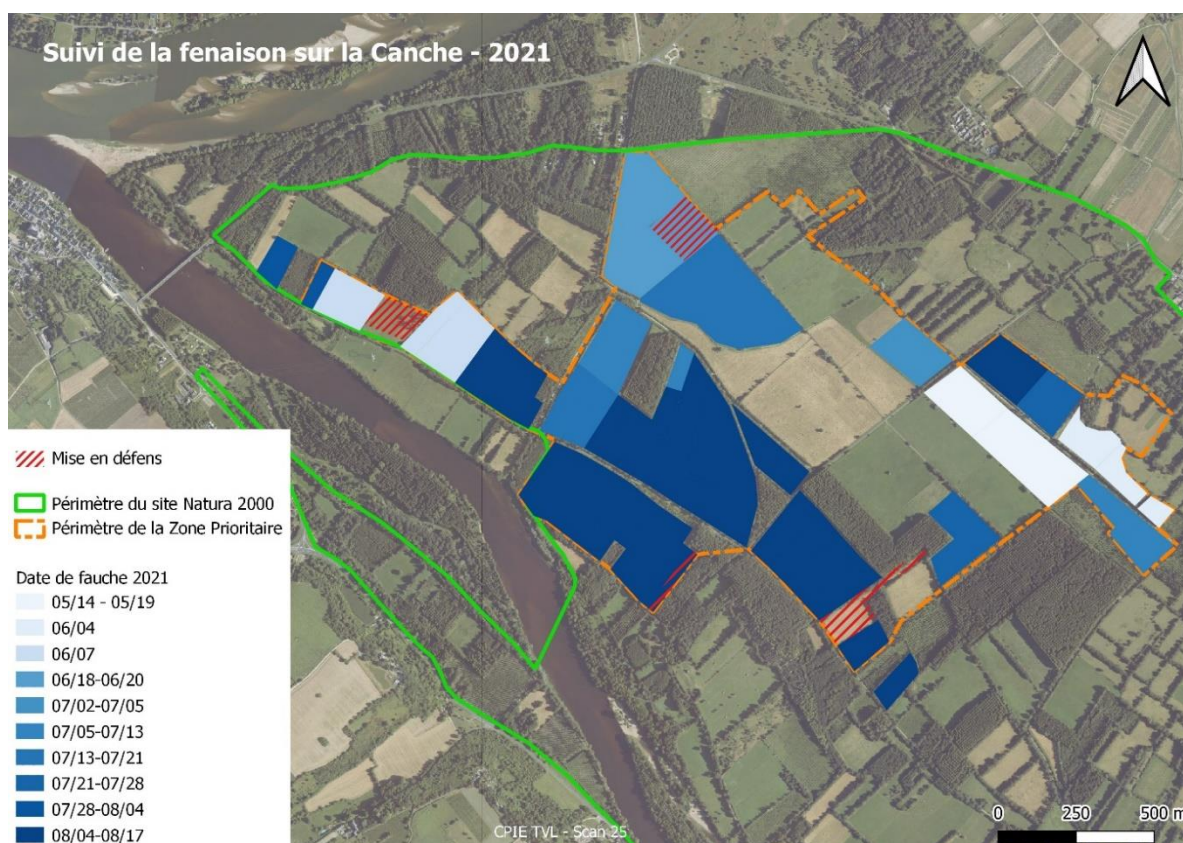 Suivi de la fenaison sur la Canche - 2021
Mise en défens
Périmètre du site Natura 2000
Périmètre de la Zone Prioritaire
Date de fauche 2021
05/14 - 05/19
06/04
06/07
06/18-06/20
07/02-07/05
07/05-07/13
07/13-07/21
07/21-07/28
07/28-08/04
08/04-08/17
CPIE TVL - Scan 25
0 250 500 m